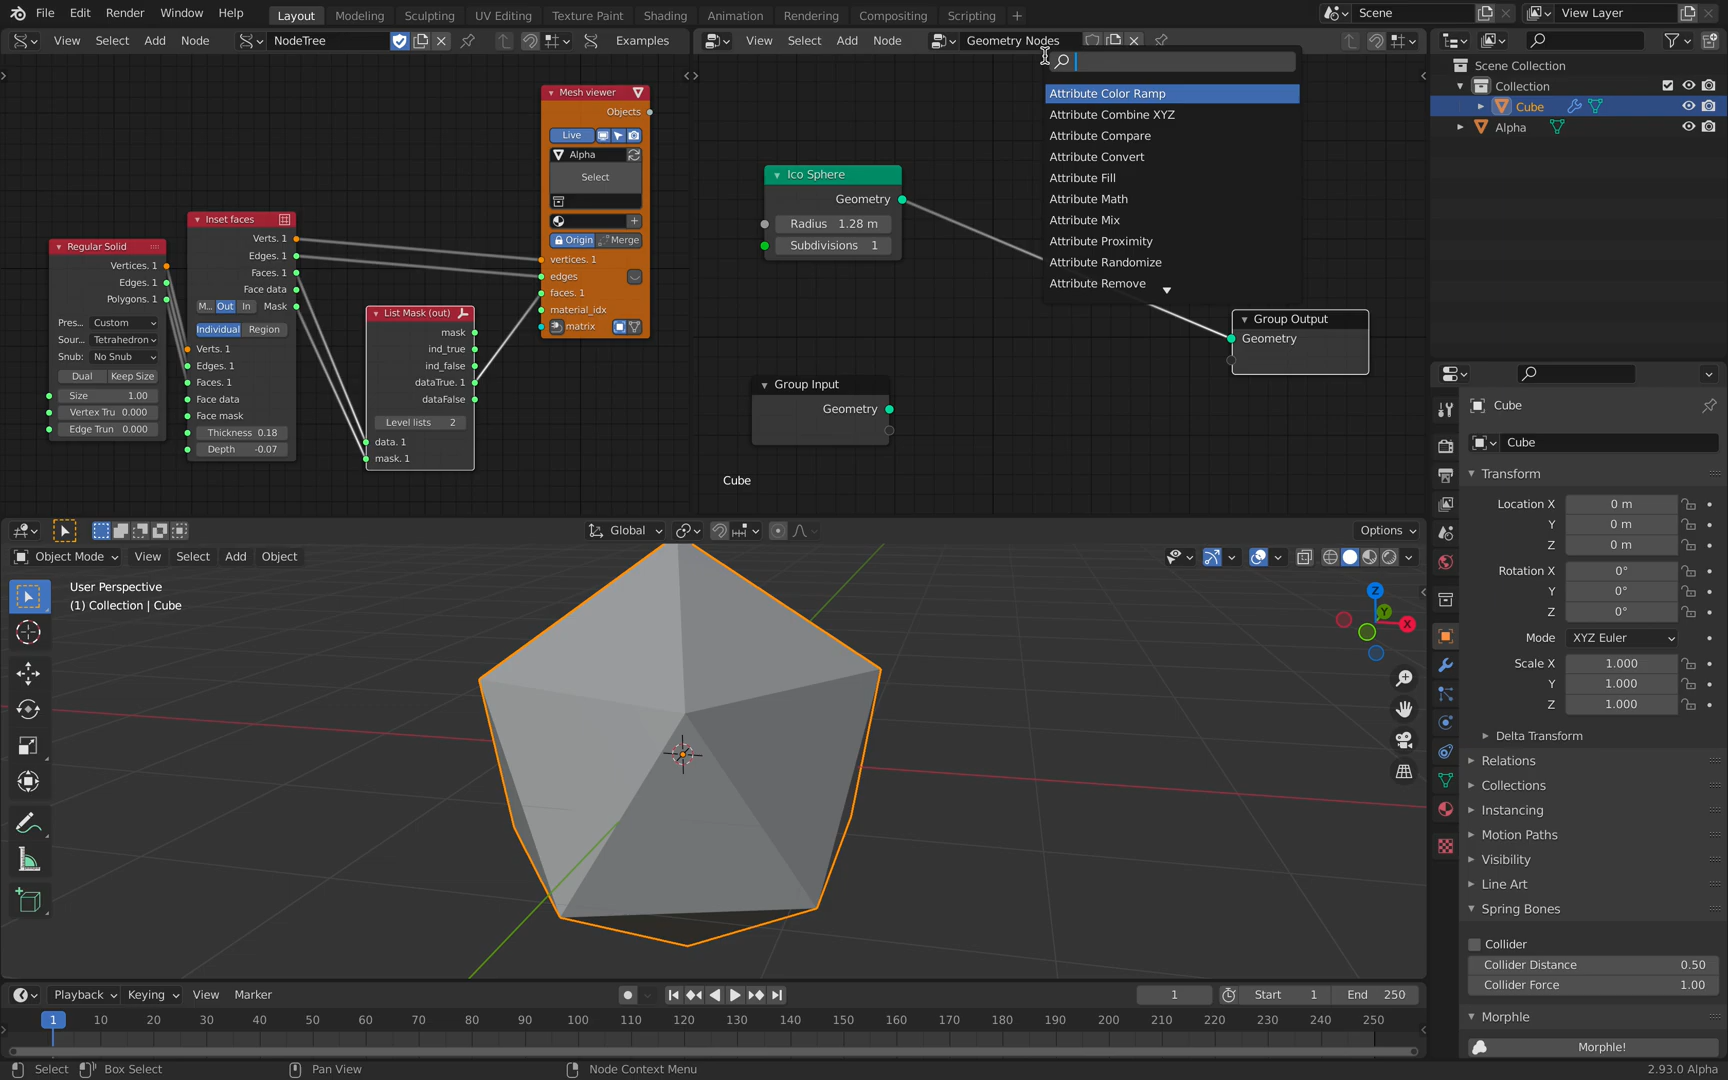 File Edit Render Window Help Layout Modeling Sculpting UV Editing Texture Paint Shading Animation Rendering Compositing Scripting + Scene View Layer
View Select Add Node NodeTree Examples
View Select Add Node Geometry Nodes
Scene Collection
Collection
Cube
Alpha
Attribute Color Ramp
Attribute Combine XYZ
Attribute Compare
Attribute Convert
Attribute Fill
Attribute Math
Attribute Mix
Attribute Proximity
Attribute Randomize
Attribute Remove
Mesh viewer
Objects
Live
Alpha
Select
+
Origin Merge
vertices. 1
edges
faces. 1
material_idx
matrix
Regular Solid
Vertices. 1
Edges. 1
Polygons. 1
Pres... Custom
Sour... Tetrahedron
Snub: No Snub
Dual Keep Size
Size 1.00
Vertex Tru 0.000
Edge Trun 0.000
Inset faces
Verts. 1
Edges. 1
Faces. 1
Face data
Mask
M... Out In
Individual Region
Verts. 1
Edges. 1
Faces. 1
Face data
Face mask
Thickness 0.18
Depth -0.07
List Mask (out)
mask
ind_true
ind_false
dataTrue. 1
dataFalse
Level lists 2
data. 1
mask. 1
Ico Sphere
Geometry
Radius 1.28 m
Subdivisions 1
Group Input
Geometry
Group Output
Geometry
Cube
Global Options
Object Mode View Select Add Object
User Perspective
(1) Collection | Cube
Z
Y
X
Cube
Cube
Transform
Location X 0 m
Y 0 m
Z 0 m
Rotation X 0°
Y 0°
Z 0°
Mode XYZ Euler
Scale X 1.000
Y 1.000
Z 1.000
Delta Transform
Relations
Collections
Instancing
Motion Paths
Visibility
Line Art
Spring Bones
Collider
Collider Distance 0.50
Collider Force 1.00
Morphle
Morphle!
Playback Keying View Marker 1 Start 1 End 250
1 10 20 30 40 50 60 70 80 90 100 110 120 130 140 150 160 170 180 190 200 210 220 230 240 250
Select Box Select Pan View Node Context Menu 2.93.0 Alpha